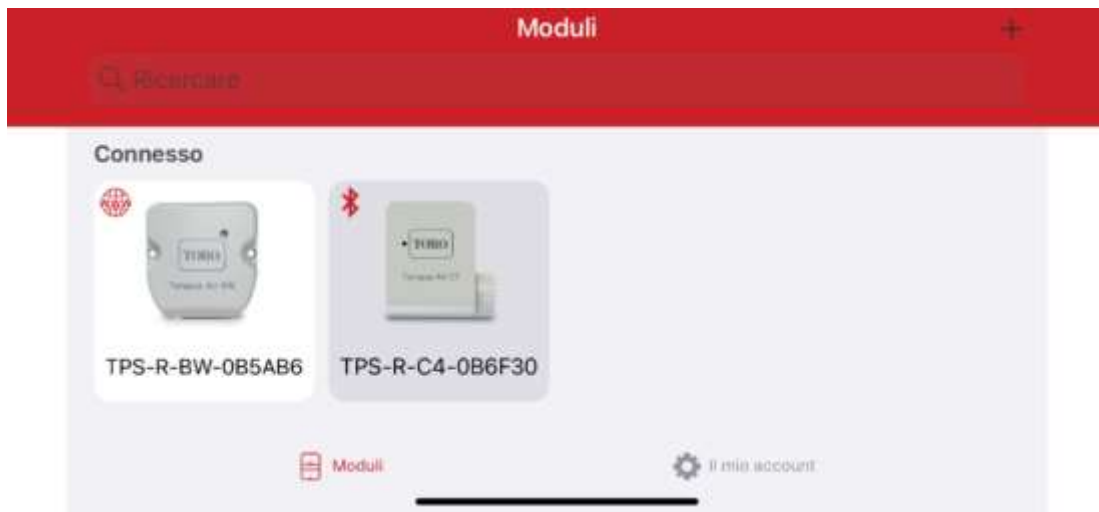 Moduli
Ricercare
Connesso
TORO
TORO
TPS-R-BW-0B5AB6
TPS-R-C4-0B6F30
Moduli
Il mio account